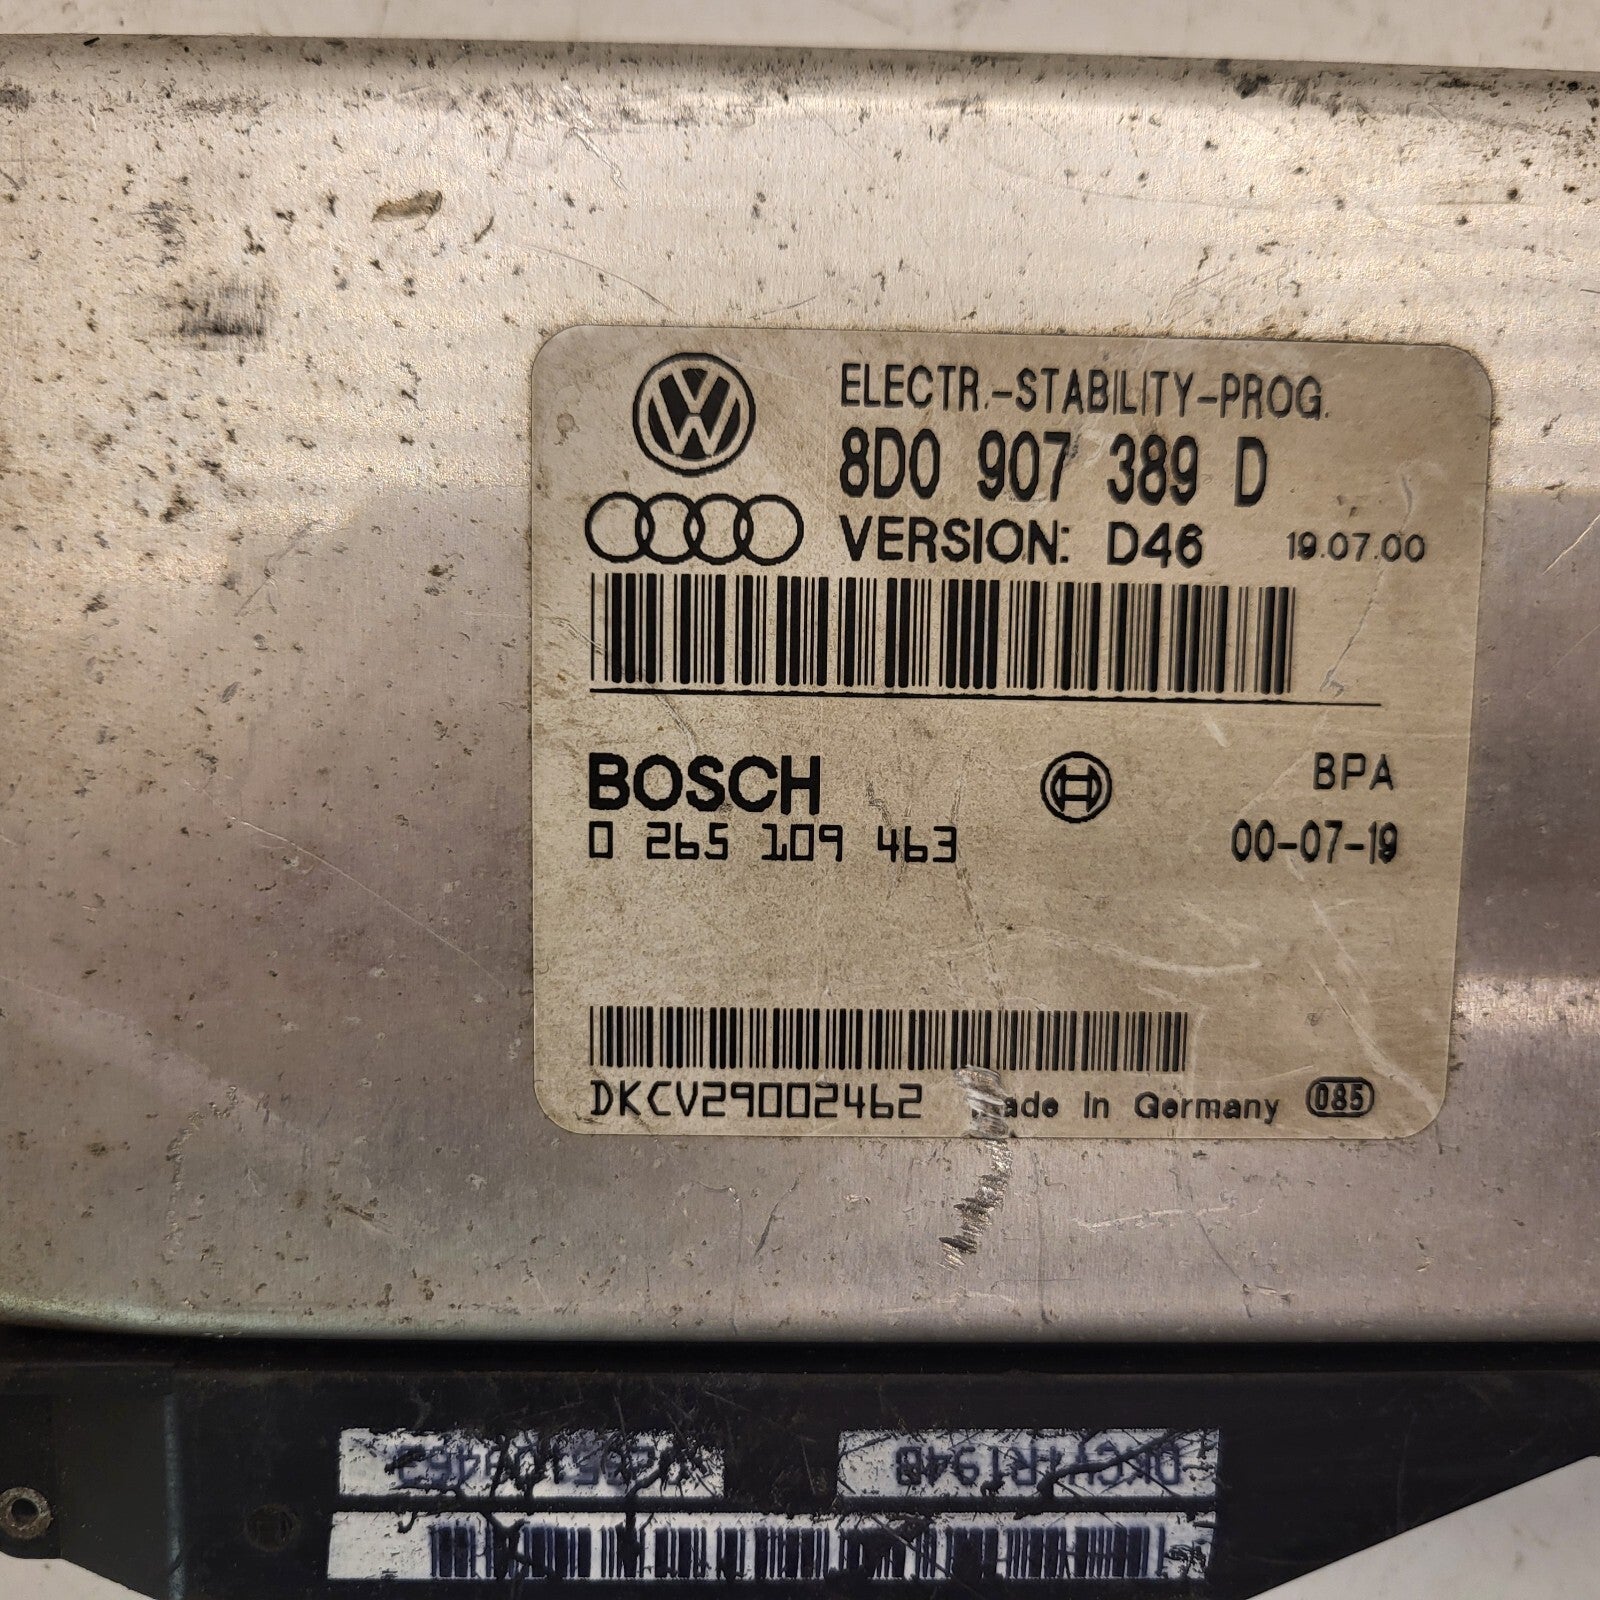 ELECTR.-STABILITY-PROG.
8D0 907 389 D
VERSION: D46 19.07.00
BOSCH BPA
0 265 109 463 00-07-19
DKCV29002462 Made In Germany 085